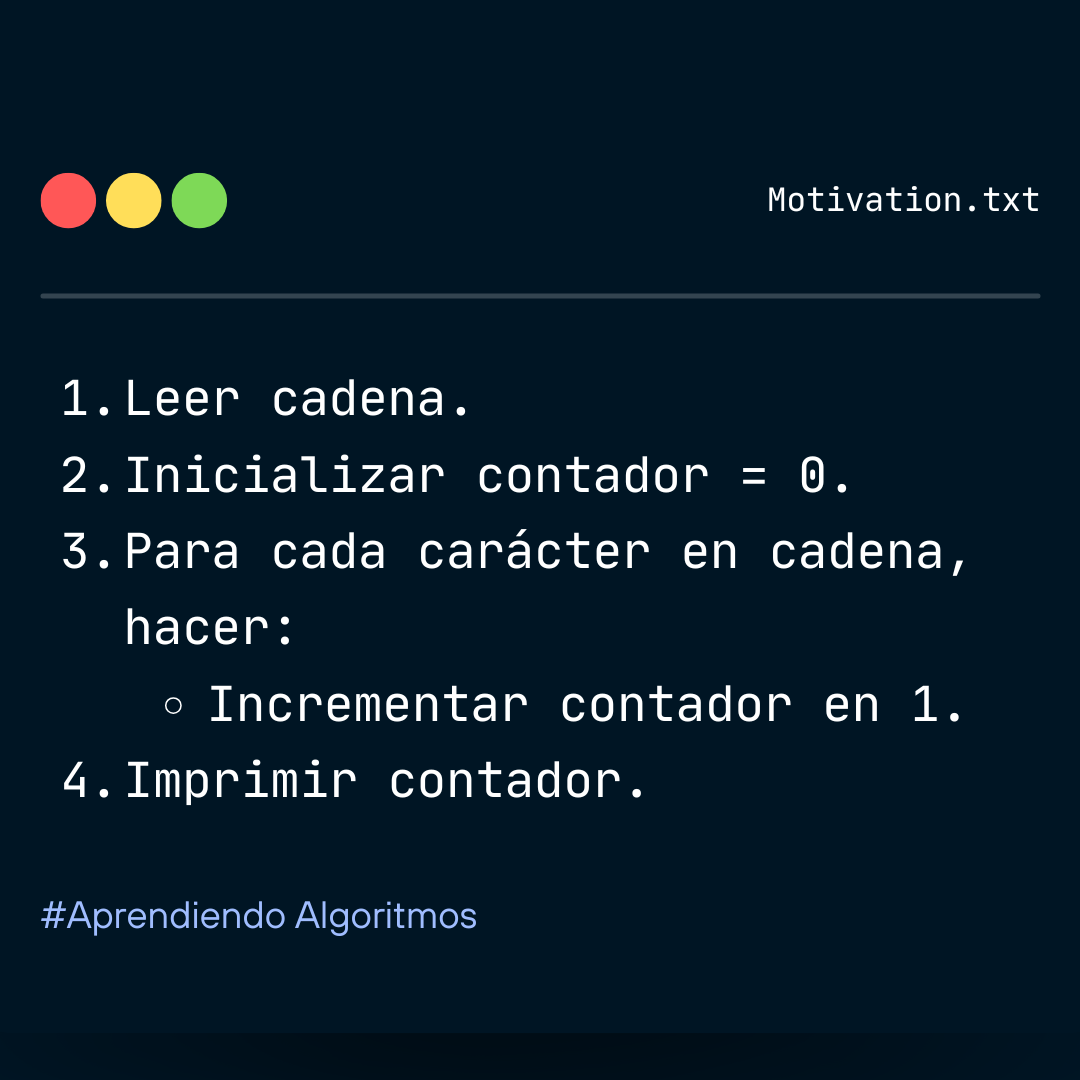 Motivation.txt
1. Leer cadena.
2. Inicializar contador = 0.
3. Para cada carácter en cadena,
hacer:
◦ Incrementar contador en 1.
4. Imprimir contador.
#Aprendiendo Algoritmos